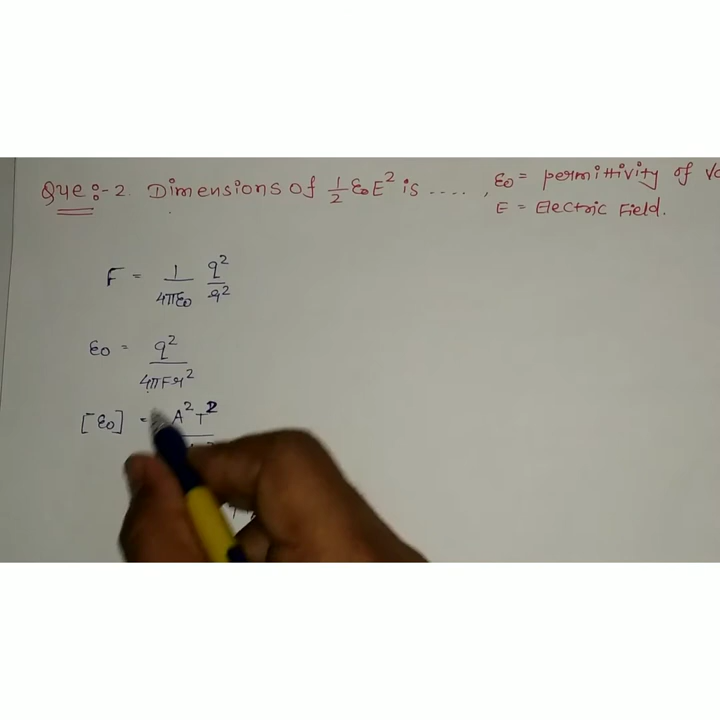 Que:- 2. Dimensions of 1/2 ε0E² is ....., ε0 = permittivity of
E = Electric Field.
F = 1/4πε0 q²/r²
ε0 = q²/4πFr²
[ε0] = A²T²